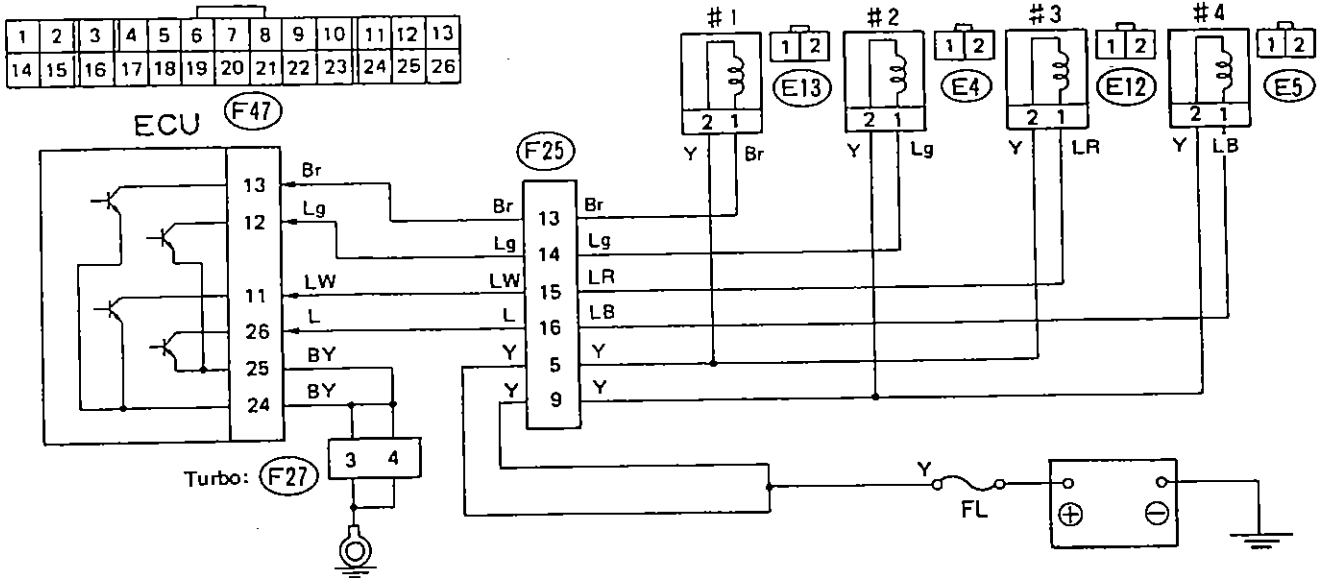 1 2 3 4 5 6 7 8 9 10 11 12 13
14 15 16 17 18 19 20 21 22 23 24 25 26
F47
ECU
#1 #2 #3 #4
1 2 1 2 1 2 1 2
E13 E4 E12 E5
2 1 2 1 2 1 2 1
Y Br Y Lg Y LR Y LB
F25
13 Br Br 13 Br
12 Lg Lg 14 Lg
11 LW LW 15 LR
26 L L 16 LB
25 BY Y 5 Y
24 BY Y 9 Y
Turbo: F27 3 4
Y FL + −